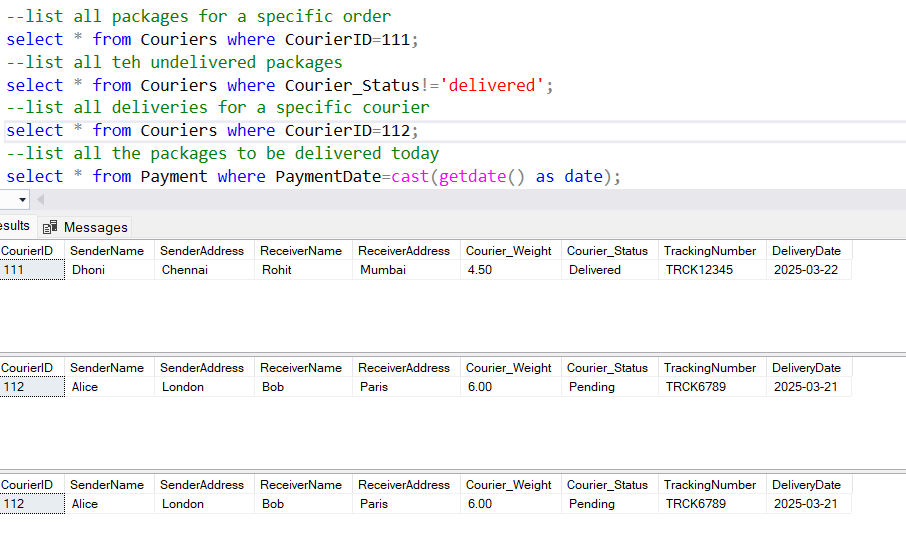 --list all packages for a specific order
select * from Couriers where CourierID=111;
--list all teh undelivered packages
select * from Couriers where Courier_Status!='delivered';
--list all deliveries for a specific courier
select * from Couriers where CourierID=112;
--list all the packages to be delivered today
select * from Payment where PaymentDate=cast(getdate() as date);
esults Messages
CourierID SenderName SenderAddress ReceiverName ReceiverAddress Courier_Weight Courier_Status TrackingNumber DeliveryDate
111 Dhoni Chennai Rohit Mumbai 4.50 Delivered TRCK12345 2025-03-22
CourierID SenderName SenderAddress ReceiverName ReceiverAddress Courier_Weight Courier_Status TrackingNumber DeliveryDate
112 Alice London Bob Paris 6.00 Pending TRCK6789 2025-03-21
CourierID SenderName SenderAddress ReceiverName ReceiverAddress Courier_Weight Courier_Status TrackingNumber DeliveryDate
112 Alice London Bob Paris 6.00 Pending TRCK6789 2025-03-21